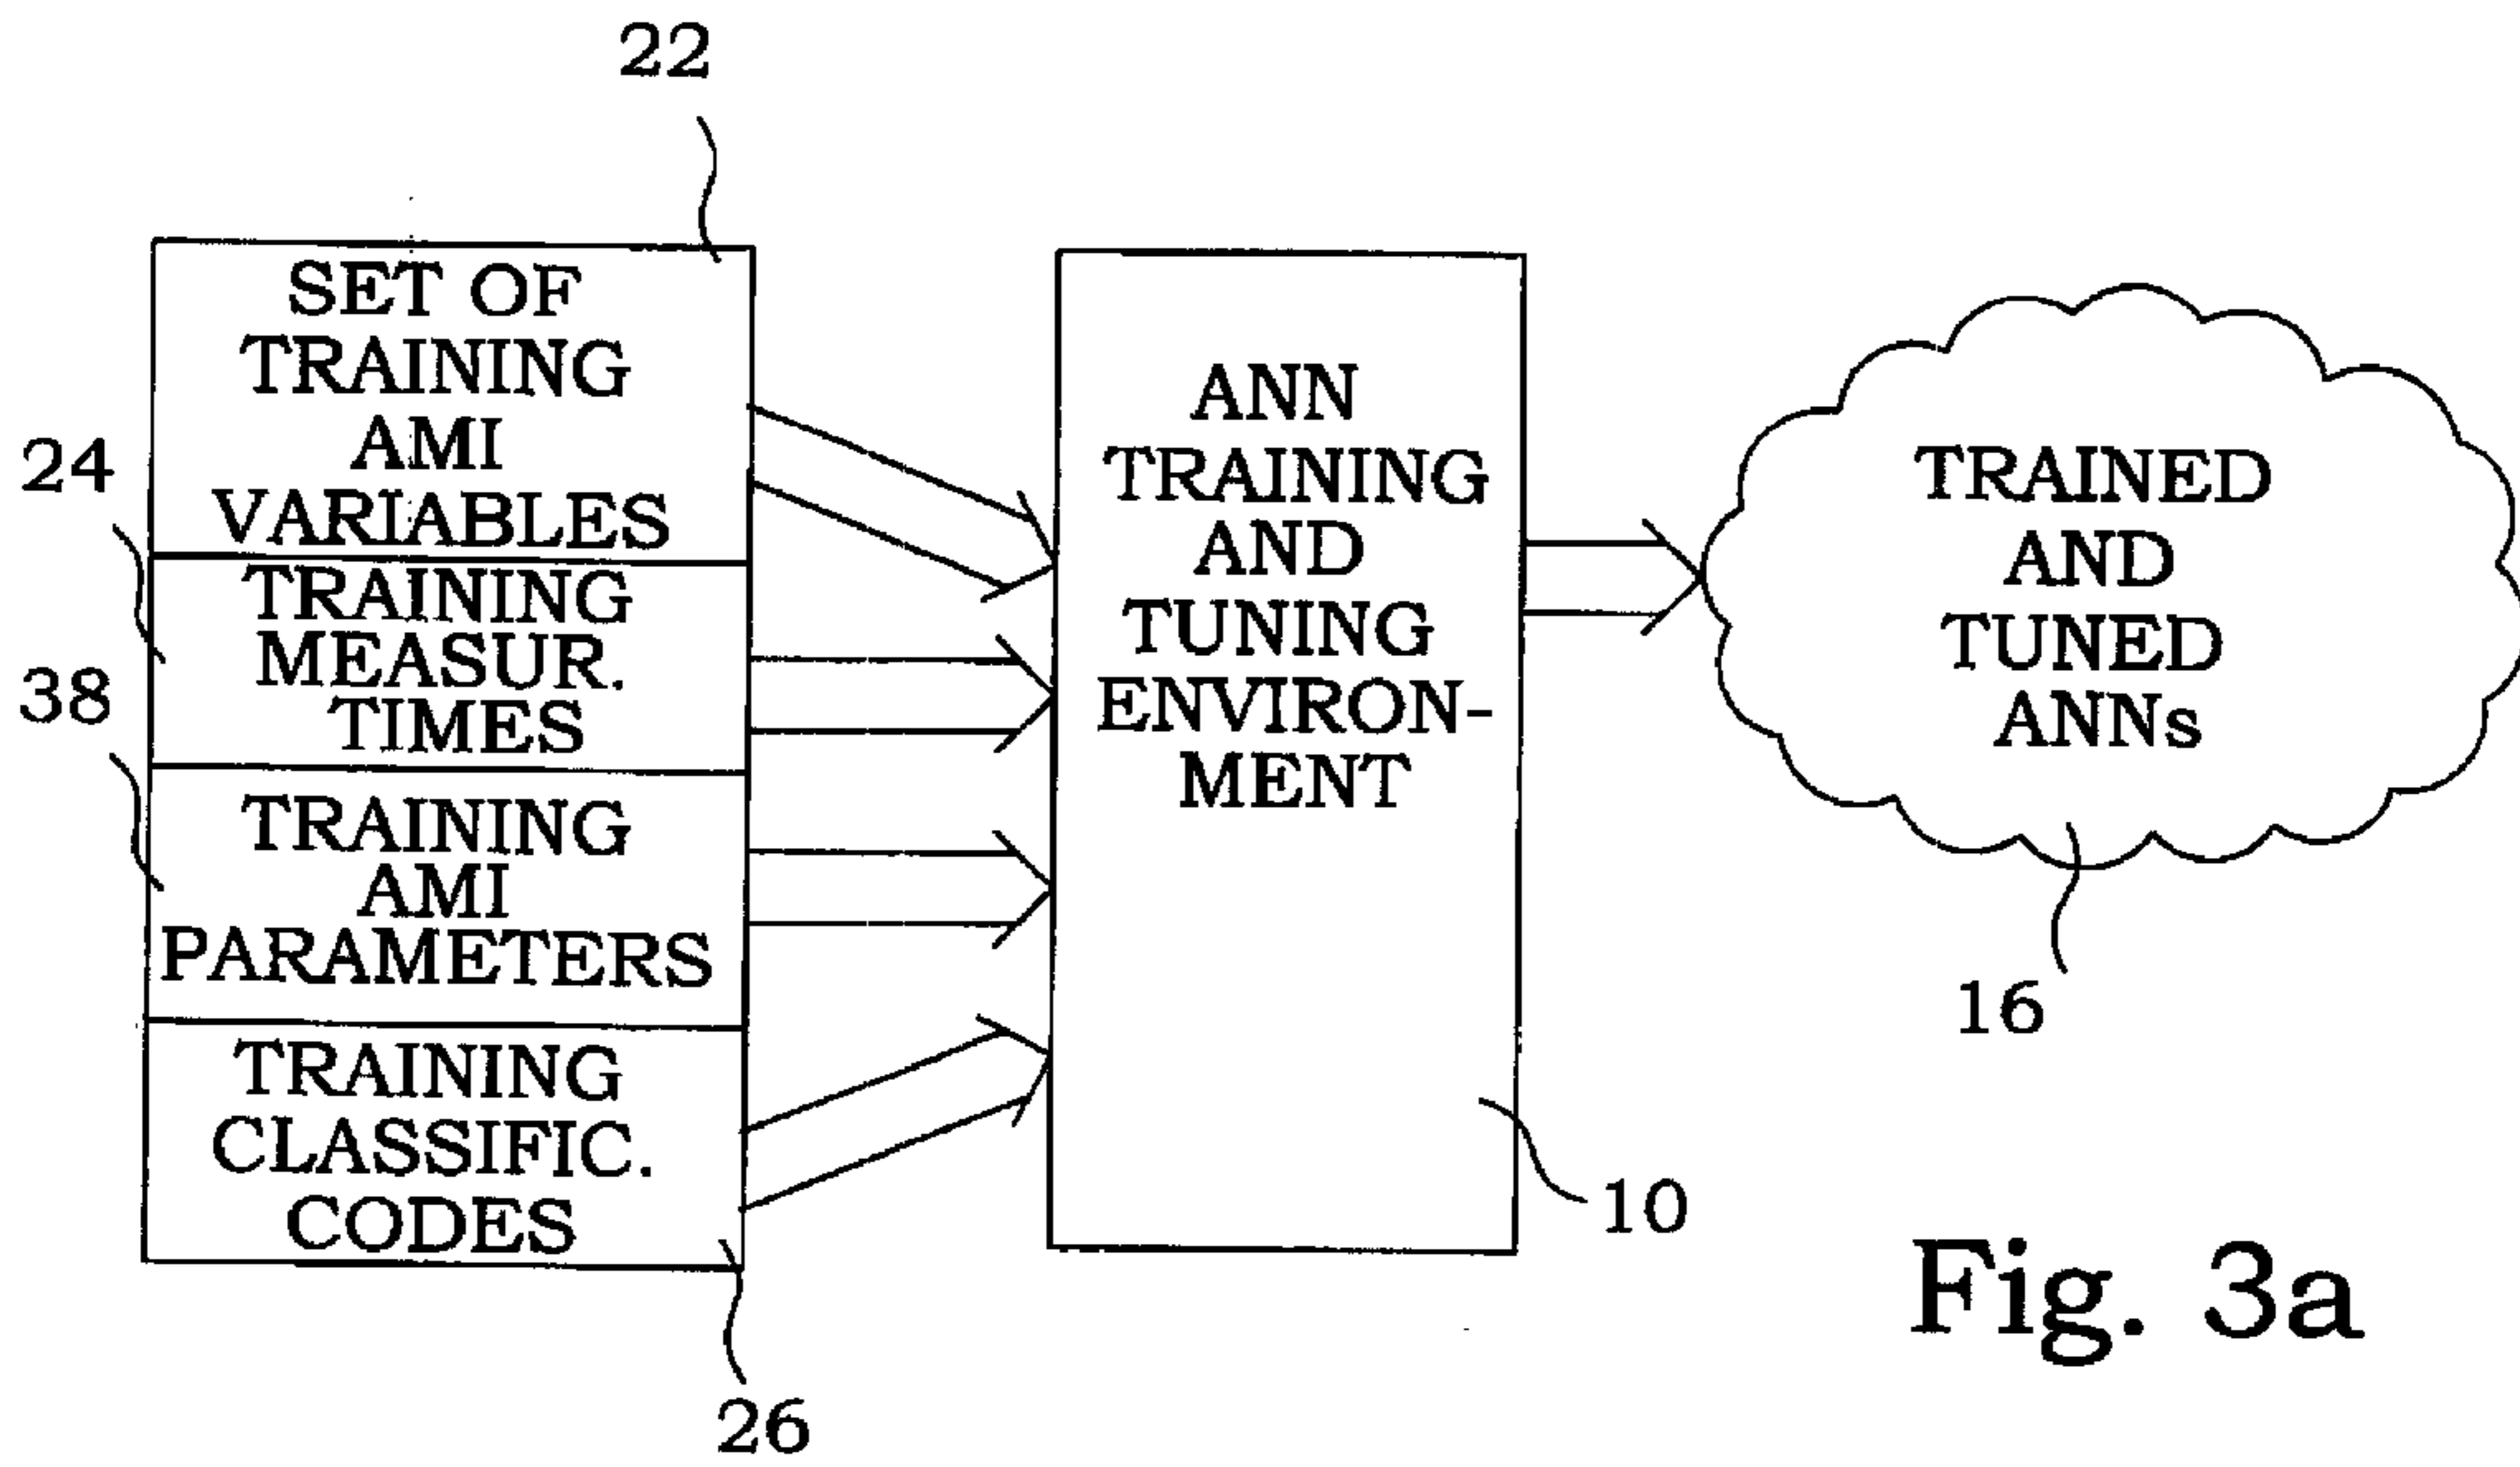 22
SET OF
TRAINING
AMI
VARIABLES
24
TRAINING
MEASUR.
TIMES
38
TRAINING
AMI
PARAMETERS
TRAINING
CLASSIFIC.
CODES
26
ANN
TRAINING
AND
TUNING
ENVIRON-
MENT
10
TRAINED
AND
TUNED
ANNs
16
Fig. 3a